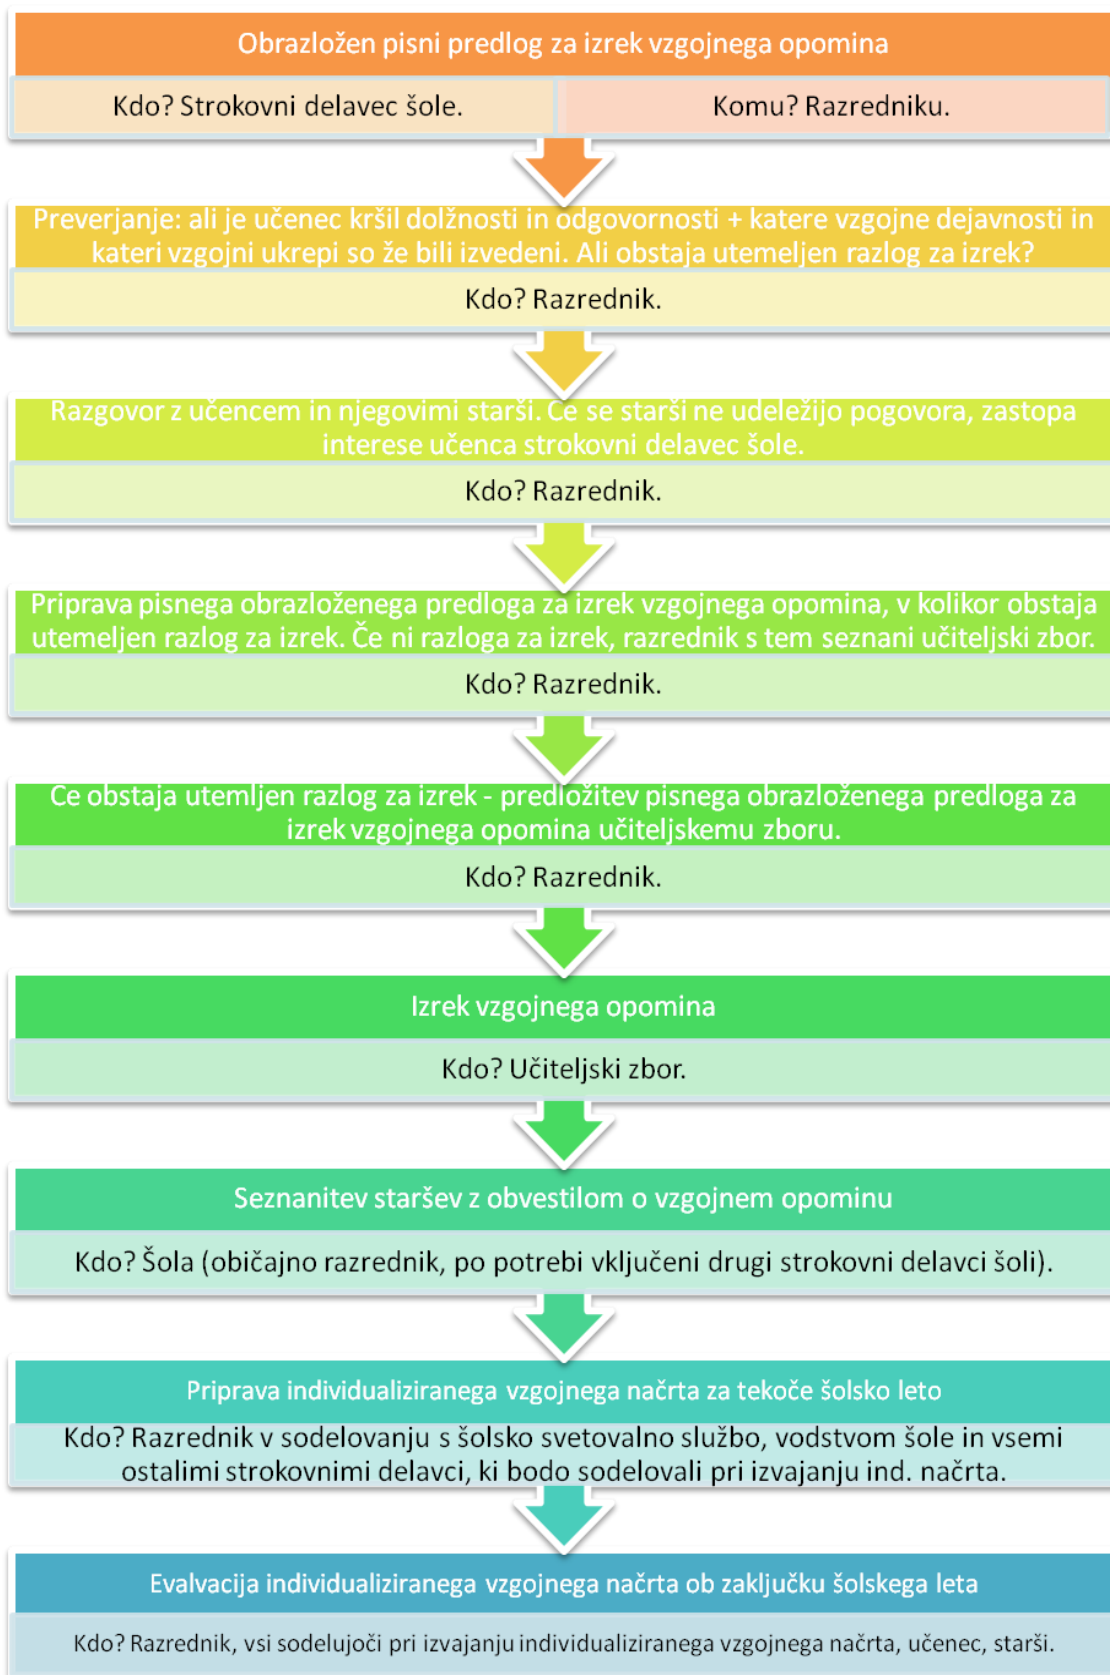 Obrazložen pisni predlog za izrek vzgojnega opomina
Kdo? Strokovni delavec šole.
Komu? Razredniku.
Preverjanje: ali je učenec kršil dolžnosti in odgovornosti + katere vzgojne dejavnosti in
kateri vzgojni ukrepi so že bili izvedeni. Ali obstaja utemeljen razlog za izrek?
Kdo? Razrednik.
Razgovor z učencem in njegovimi starši. Če se starši ne udeležijo pogovora, zastopa
interese učenca strokovni delavec šole.
Kdo? Razrednik.
Priprava pisnega obrazloženega predloga za izrek vzgojnega opomina, v kolikor obstaja
utemeljen razlog za izrek. Če ni razloga za izrek, razrednik s tem seznani učiteljski zbor.
Kdo? Razrednik.
Če obstaja utemljen razlog za izrek - predložitev pisnega obrazloženega predloga za
izrek vzgojnega opomina učiteljskemu zboru.
Kdo? Razrednik.
Izrek vzgojnega opomina
Kdo? Učiteljski zbor.
Seznanitev staršev z obvestilom o vzgojnem opominu
Kdo? Šola (običajno razrednik, po potrebi vključeni drugi strokovni delavci šoli).
Priprava individualiziranega vzgojnega načrta za tekoče šolsko leto
Kdo? Razrednik v sodelovanju s šolsko svetovalno službo, vodstvom šole in vsemi
ostalimi strokovnimi delavci, ki bodo sodelovali pri izvajanju ind. načrta.
Evalvacija individualiziranega vzgojnega načrta ob zaključku šolskega leta
Kdo? Razrednik, vsi sodelujoči pri izvajanju individualiziranega vzgojnega načrta, učenec, starši.